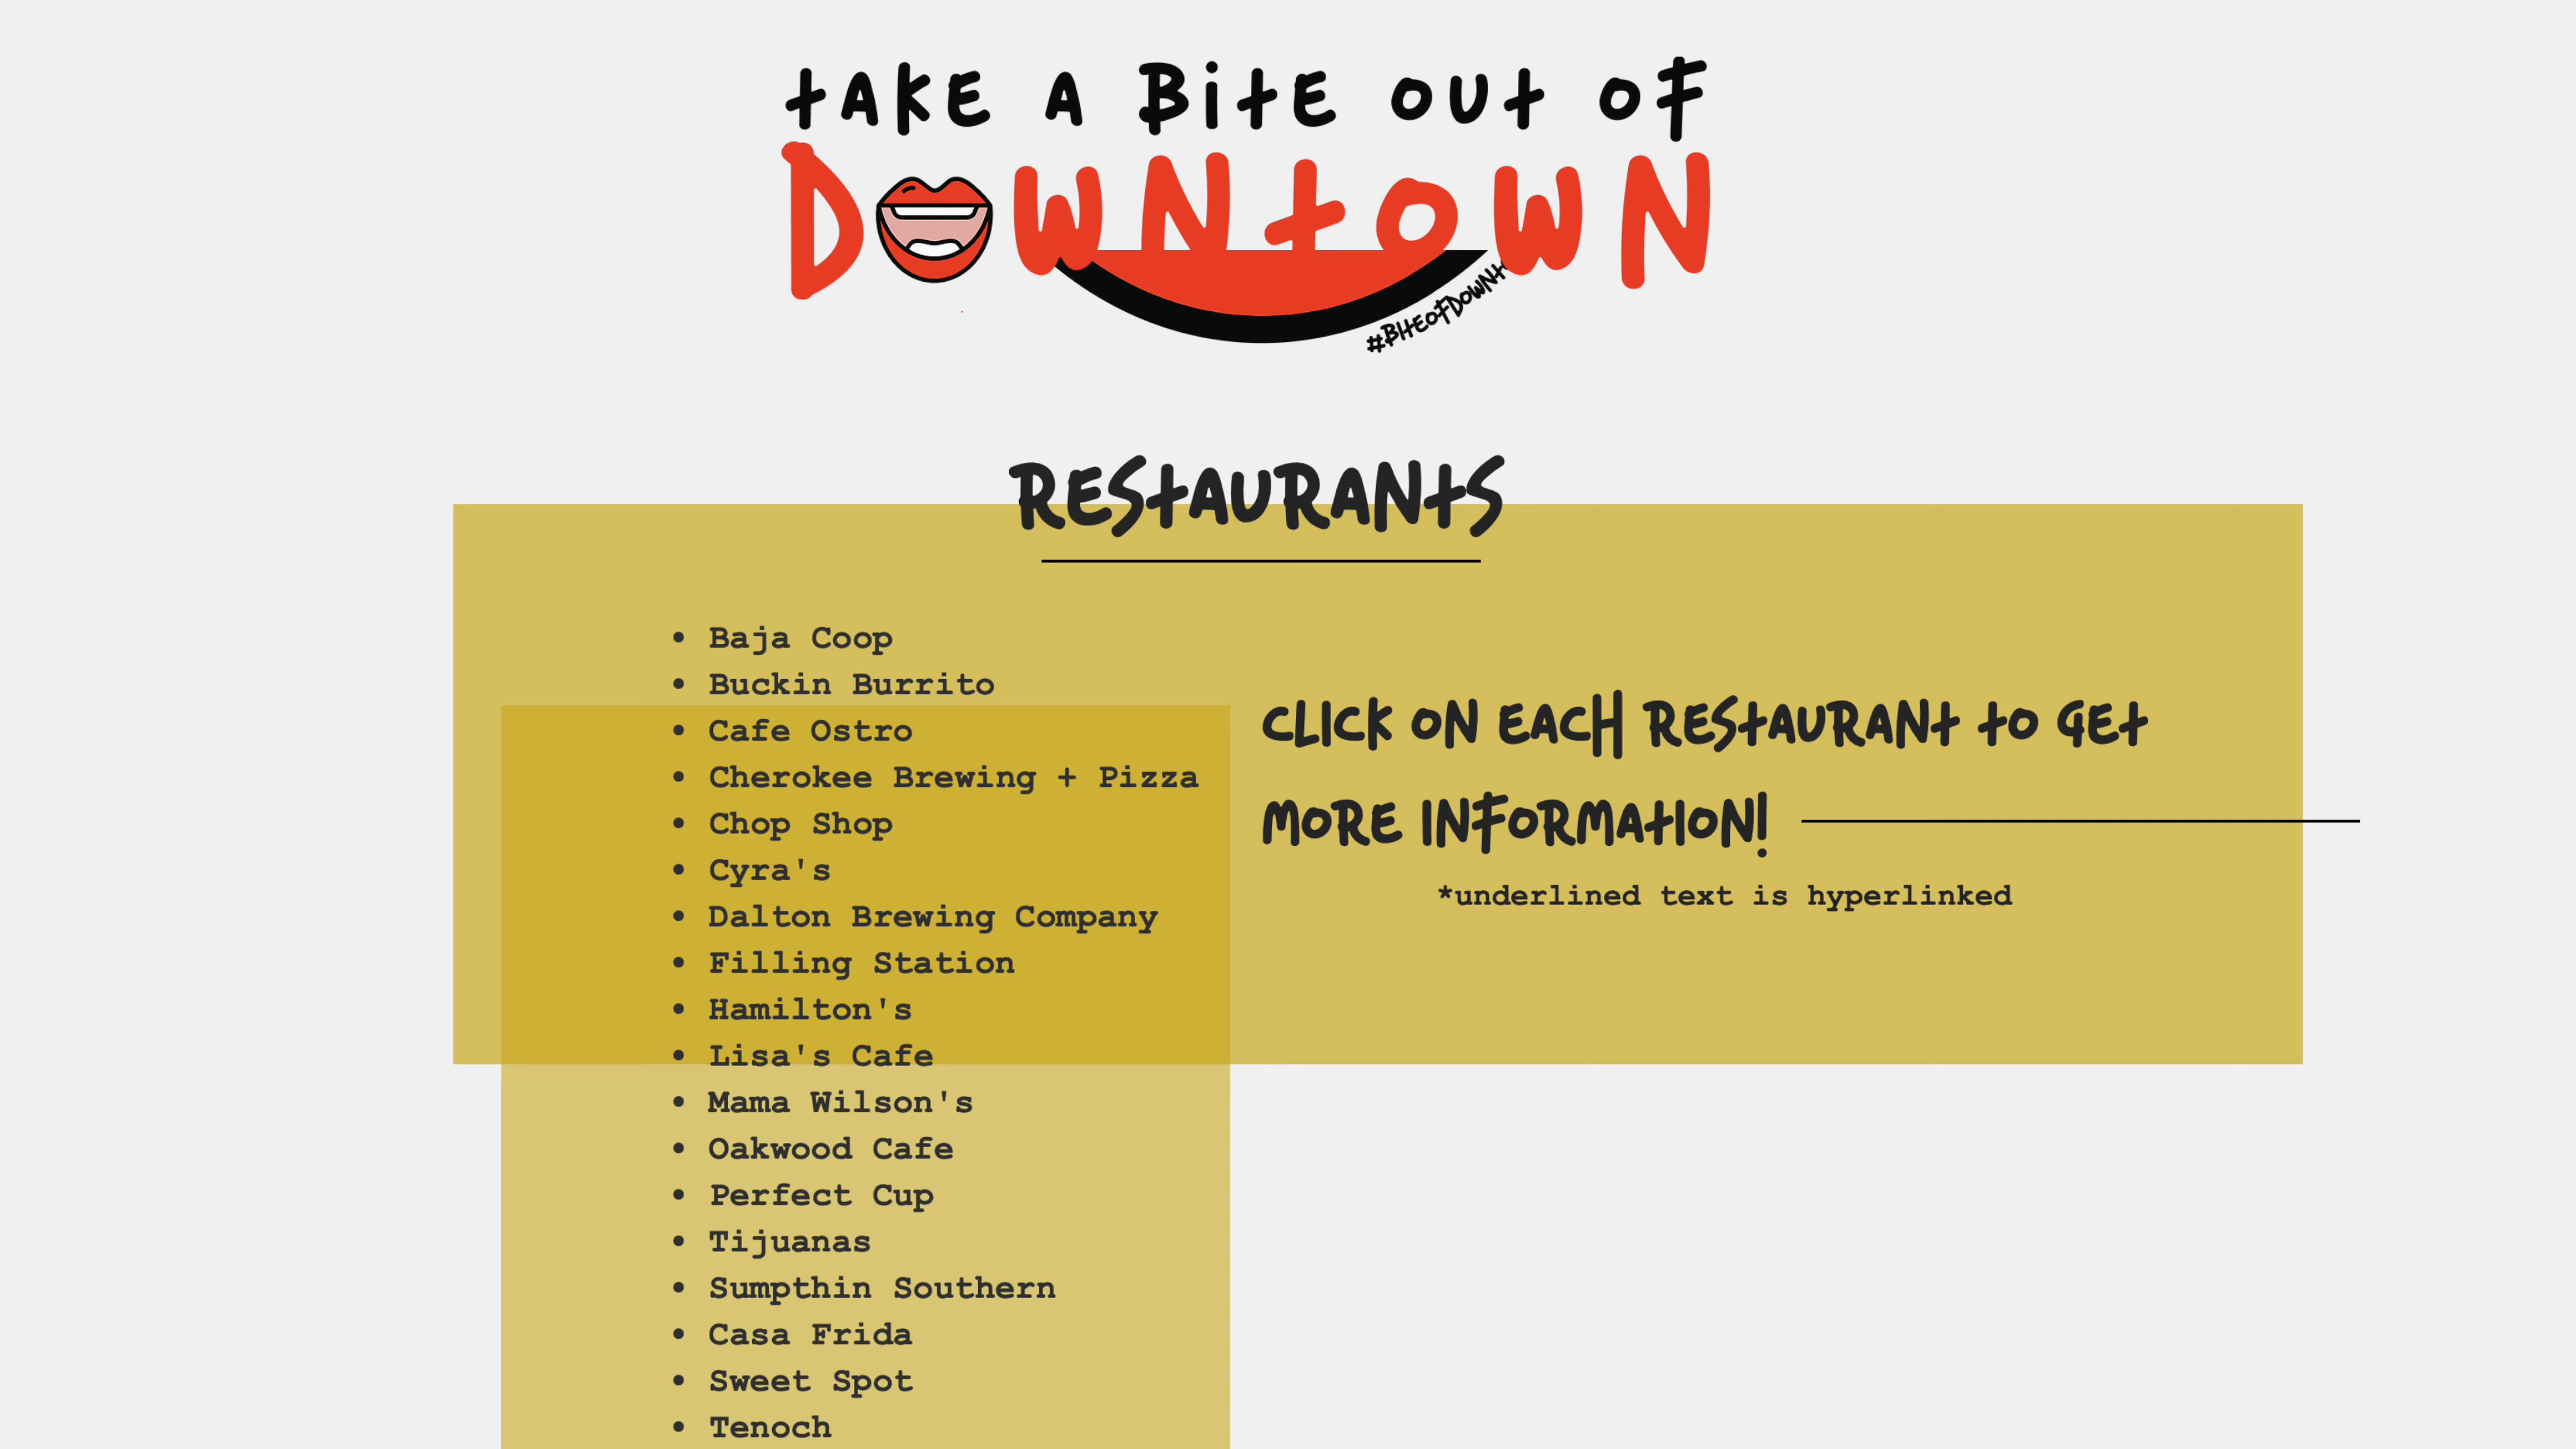 tAKE A BitE OUt OF
DOWNtOWN
#BItEOFDOWNt
RESTAURANTS
• Baja Coop
• Buckin Burrito
• Cafe Ostro
• Cherokee Brewing + Pizza
• Chop Shop
• Cyra's
• Dalton Brewing Company
• Filling Station
• Hamilton's
• Lisa's Cafe
• Mama Wilson's
• Oakwood Cafe
• Perfect Cup
• Tijuanas
• Sumpthin Southern
• Casa Frida
• Sweet Spot
• Tenoch
CLICK ON EACH RESTAURANT TO GET
MORE INFORMATION!
*underlined text is hyperlinked